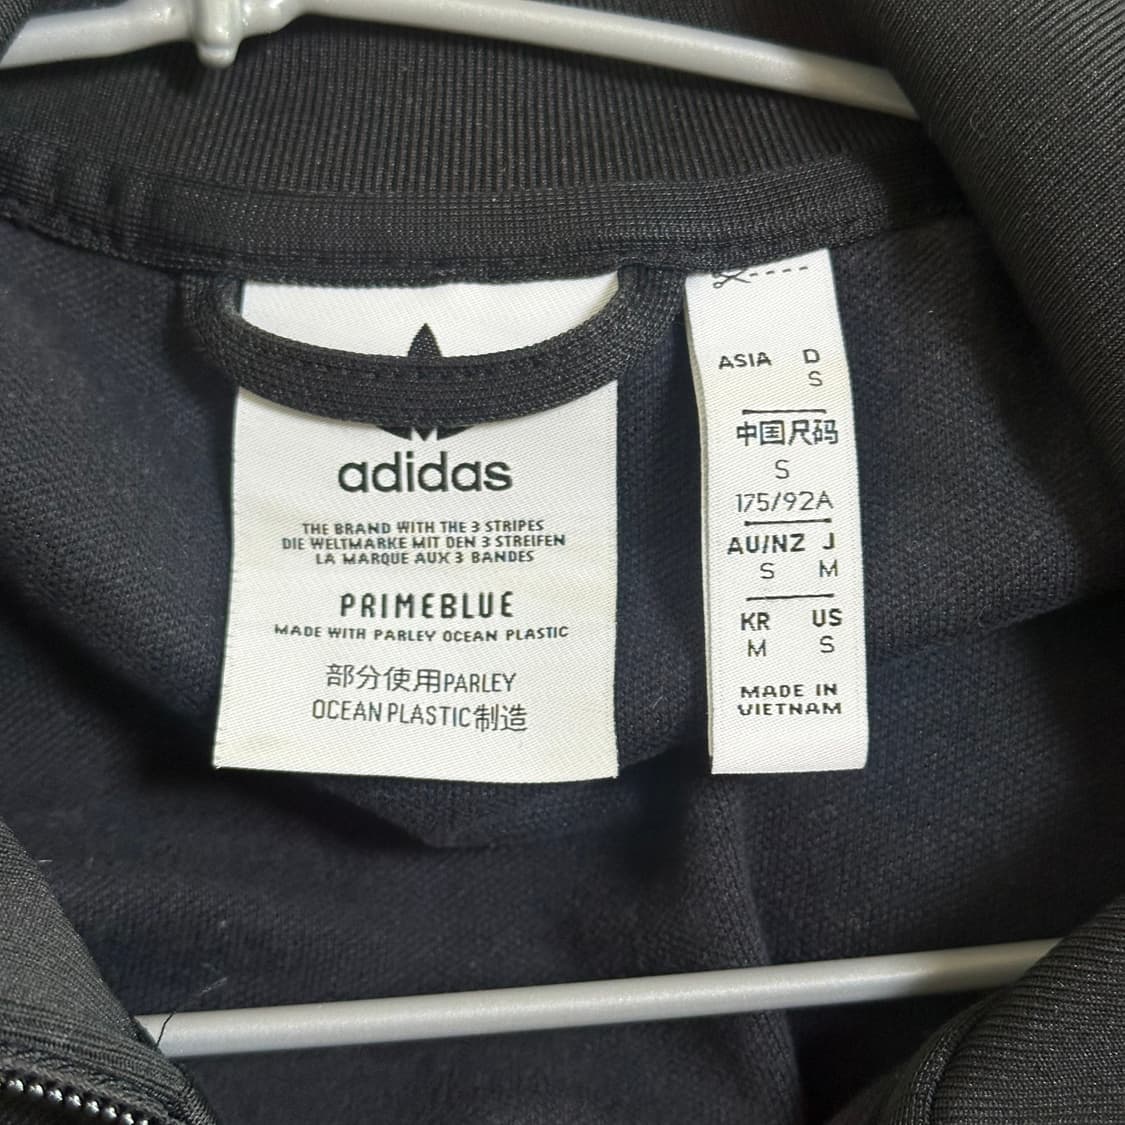 adidas
THE BRAND WITH THE 3 STRIPES
DIE WELTMARKE MIT DEN 3 STREIFEN
LA MARQUE AUX 3 BANDES
PRIMEBLUE
MADE WITH PARLEY OCEAN PLASTIC
部分使用PARLEY
OCEAN PLASTIC制造
ASIA D
S
中国尺码
S
175/92A
AU/NZ J
S M
KR US
M S
MADE IN
VIETNAM